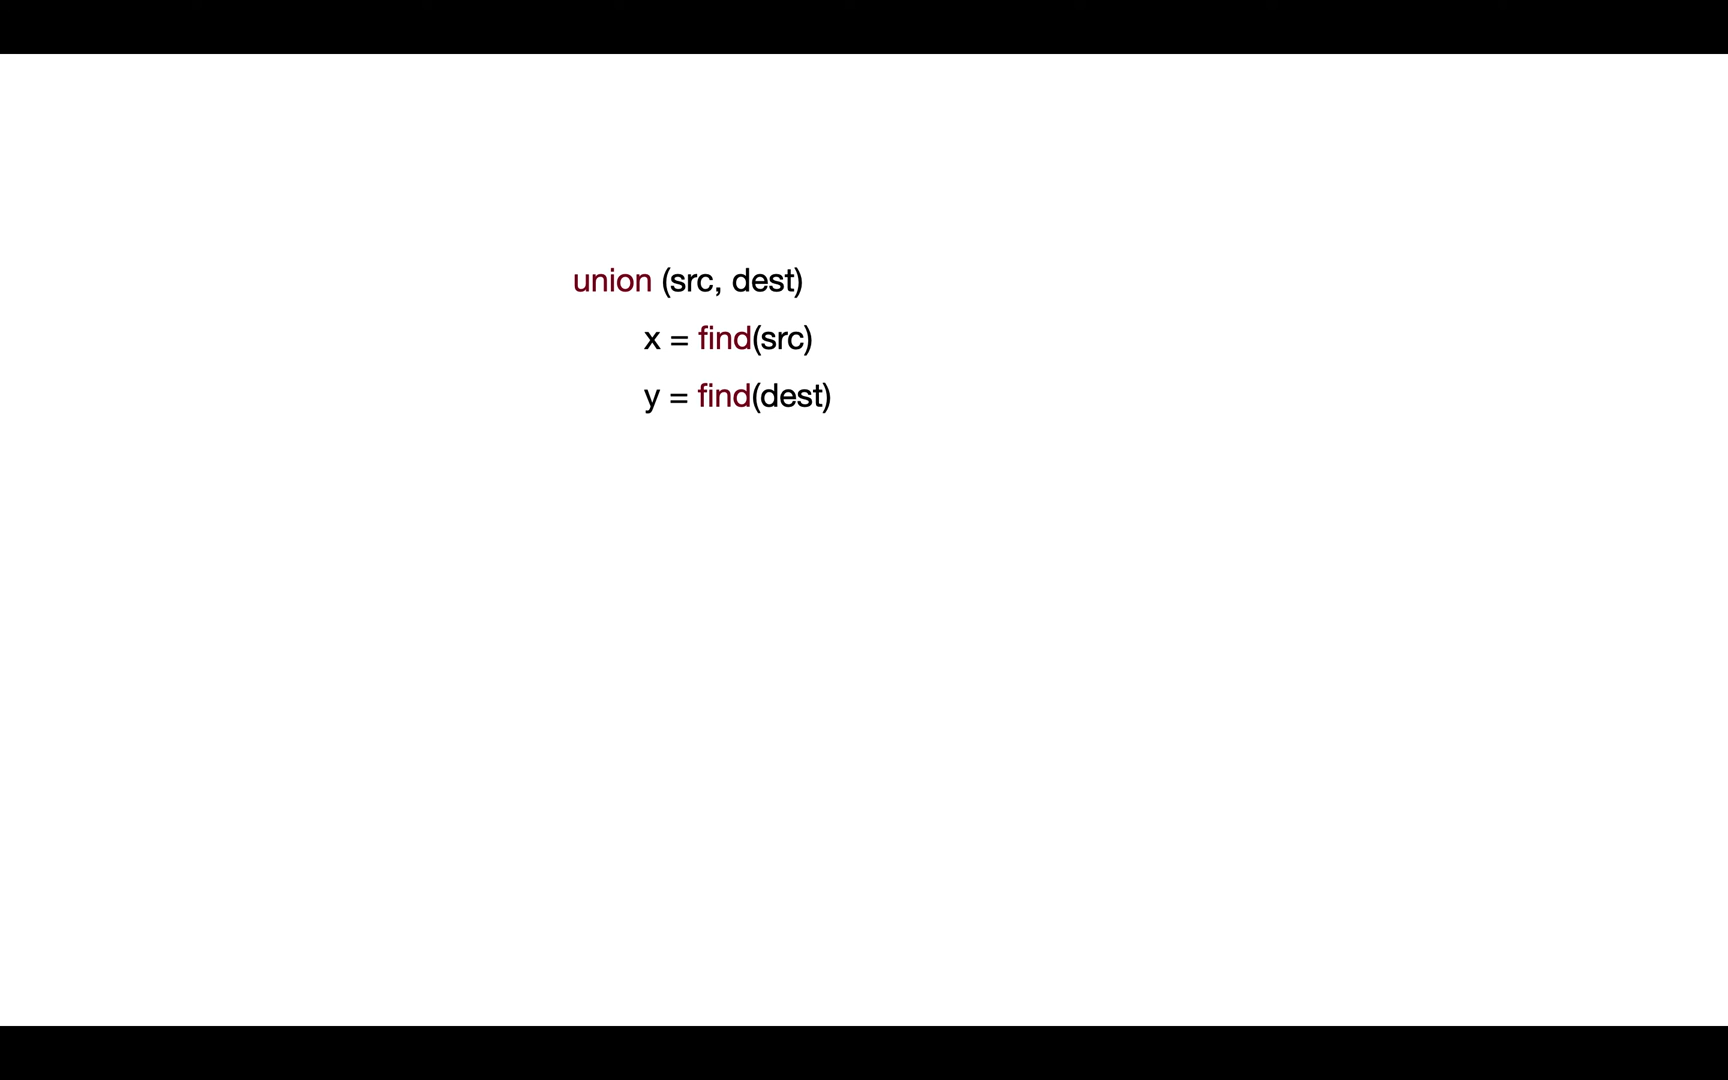 union (src, dest)
x = find(src)
y = find(dest)